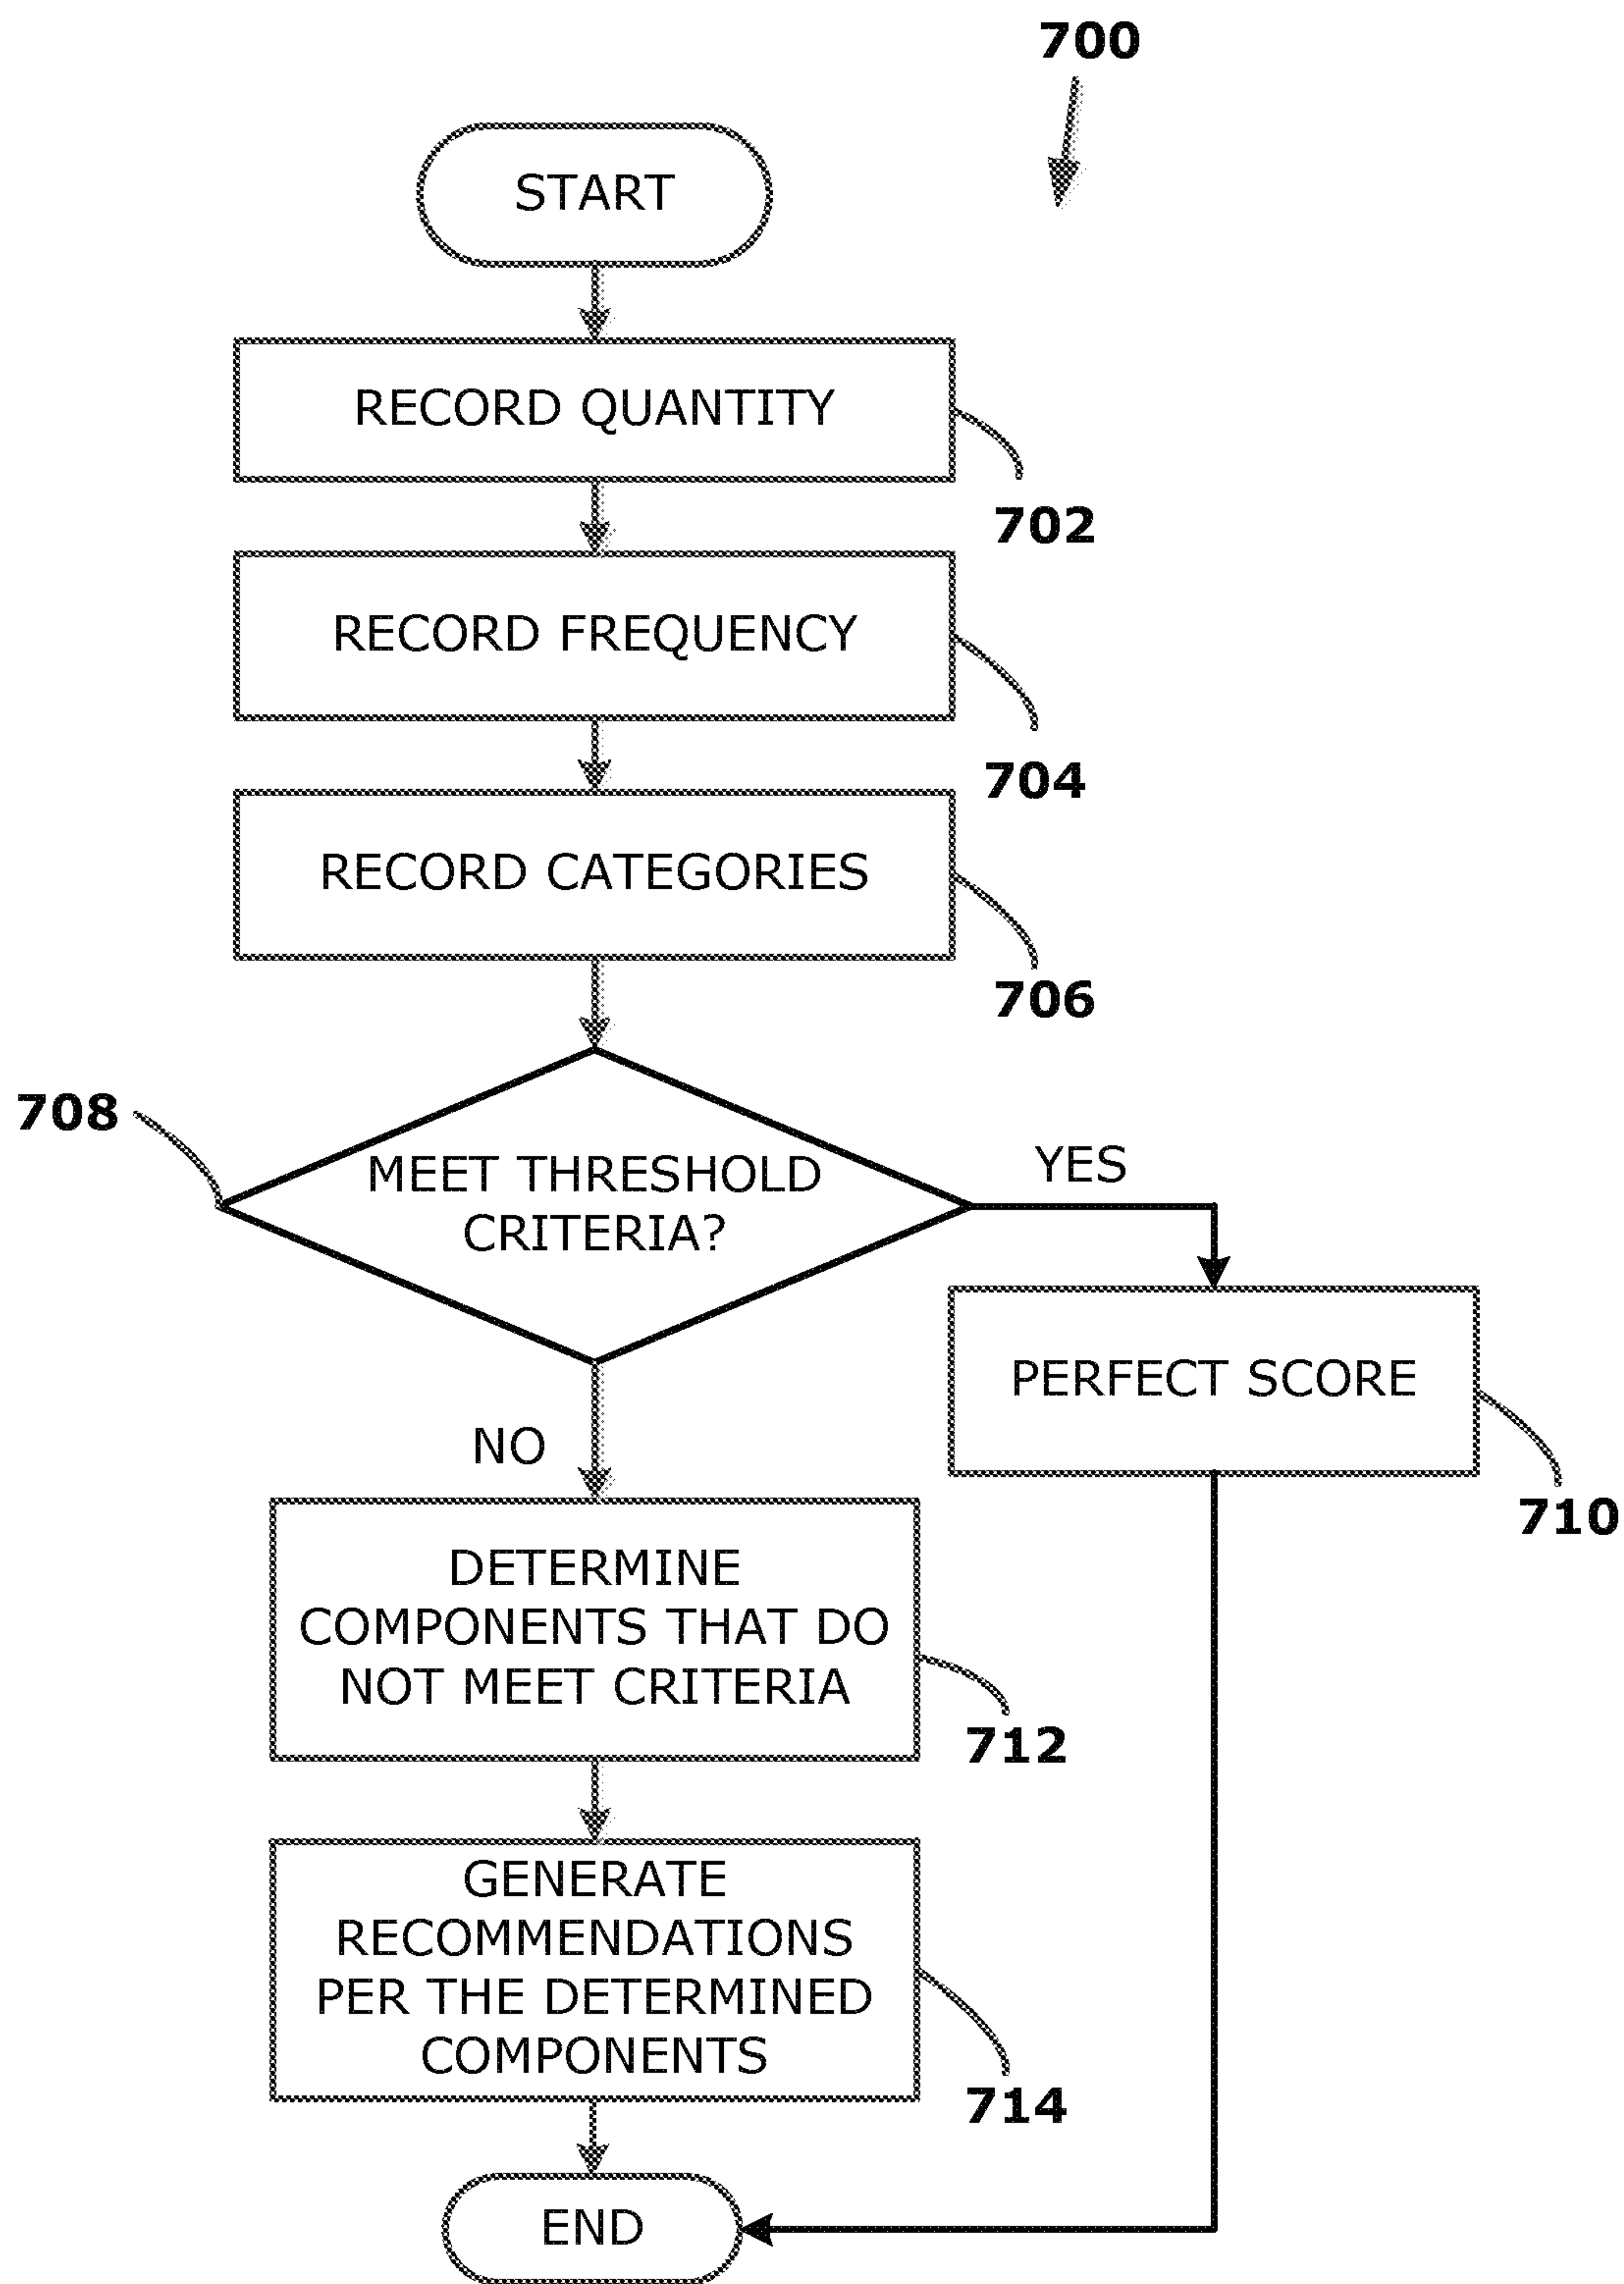 700
START
RECORD QUANTITY
702
RECORD FREQUENCY
704
RECORD CATEGORIES
706
708
MEET THRESHOLD
CRITERIA?
YES
PERFECT SCORE
710
NO
DETERMINE
COMPONENTS THAT DO
NOT MEET CRITERIA
712
GENERATE
RECOMMENDATIONS
PER THE DETERMINED
COMPONENTS
714
END